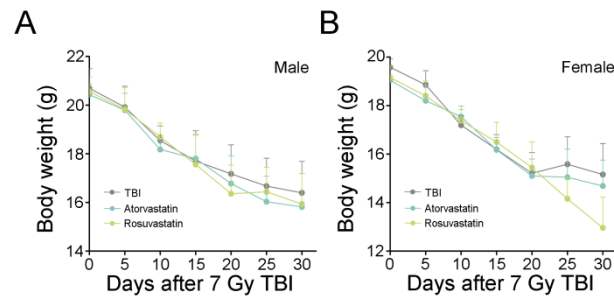 A
Body weight (g)
22
20
18
16
14
Male
TBI
Atorvastatin
Rosuvastatin
0 5 10 15 20 25 30
Days after 7 Gy TBI
B
Body weight (g)
20
18
16
14
12
Female
TBI
Atorvastatin
Rosuvastatin
0 5 10 15 20 25 30
Days after 7 Gy TBI